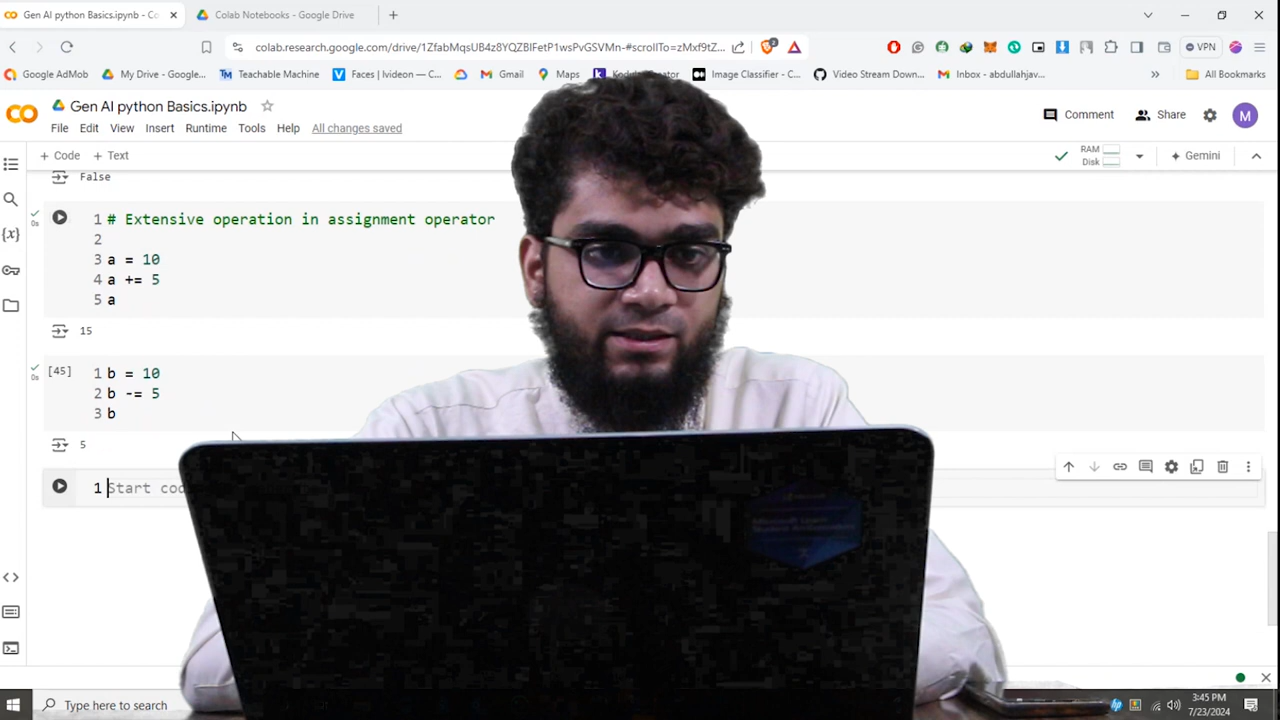 Gen AI python Basics.ipynb - Co
Colab Notebooks - Google Drive
colab.research.google.com/drive/1ZfabMqsUB4z8YQZBIFetP1wsPvGSVMn-#scrollTo=zMxf9tZ...
VPN
Google AdMob
My Drive - Google...
Teachable Machine
Faces | Ivideon — C...
Gmail
Maps
Image Classifier - C...
Video Stream Down...
Inbox - abdullahjav...
All Bookmarks
Gen AI python Basics.ipynb
Comment
Share
M
File Edit View Insert Runtime Tools Help All changes saved
+ Code + Text
RAM
Disk
Gemini
False
1 # Extensive operation in assignment operator
2
3 a = 10
4 a += 5
5 a
15
[45]
1 b = 10
2 b -= 5
3 b
5
1 Start cod
Type here to search
3:45 PM
7/23/2024